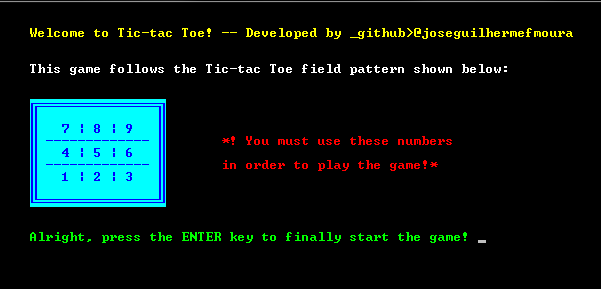 Welcome to Tic-tac Toe! -- Developed by _github>@joseguilhermefmoura
This game follows the Tic-tac Toe field pattern shown below:
7 ¦ 8 ¦ 9
4 ¦ 5 ¦ 6
1 ¦ 2 ¦ 3
*! You must use these numbers
in order to play the game!*
Alright, press the ENTER key to finally start the game! _